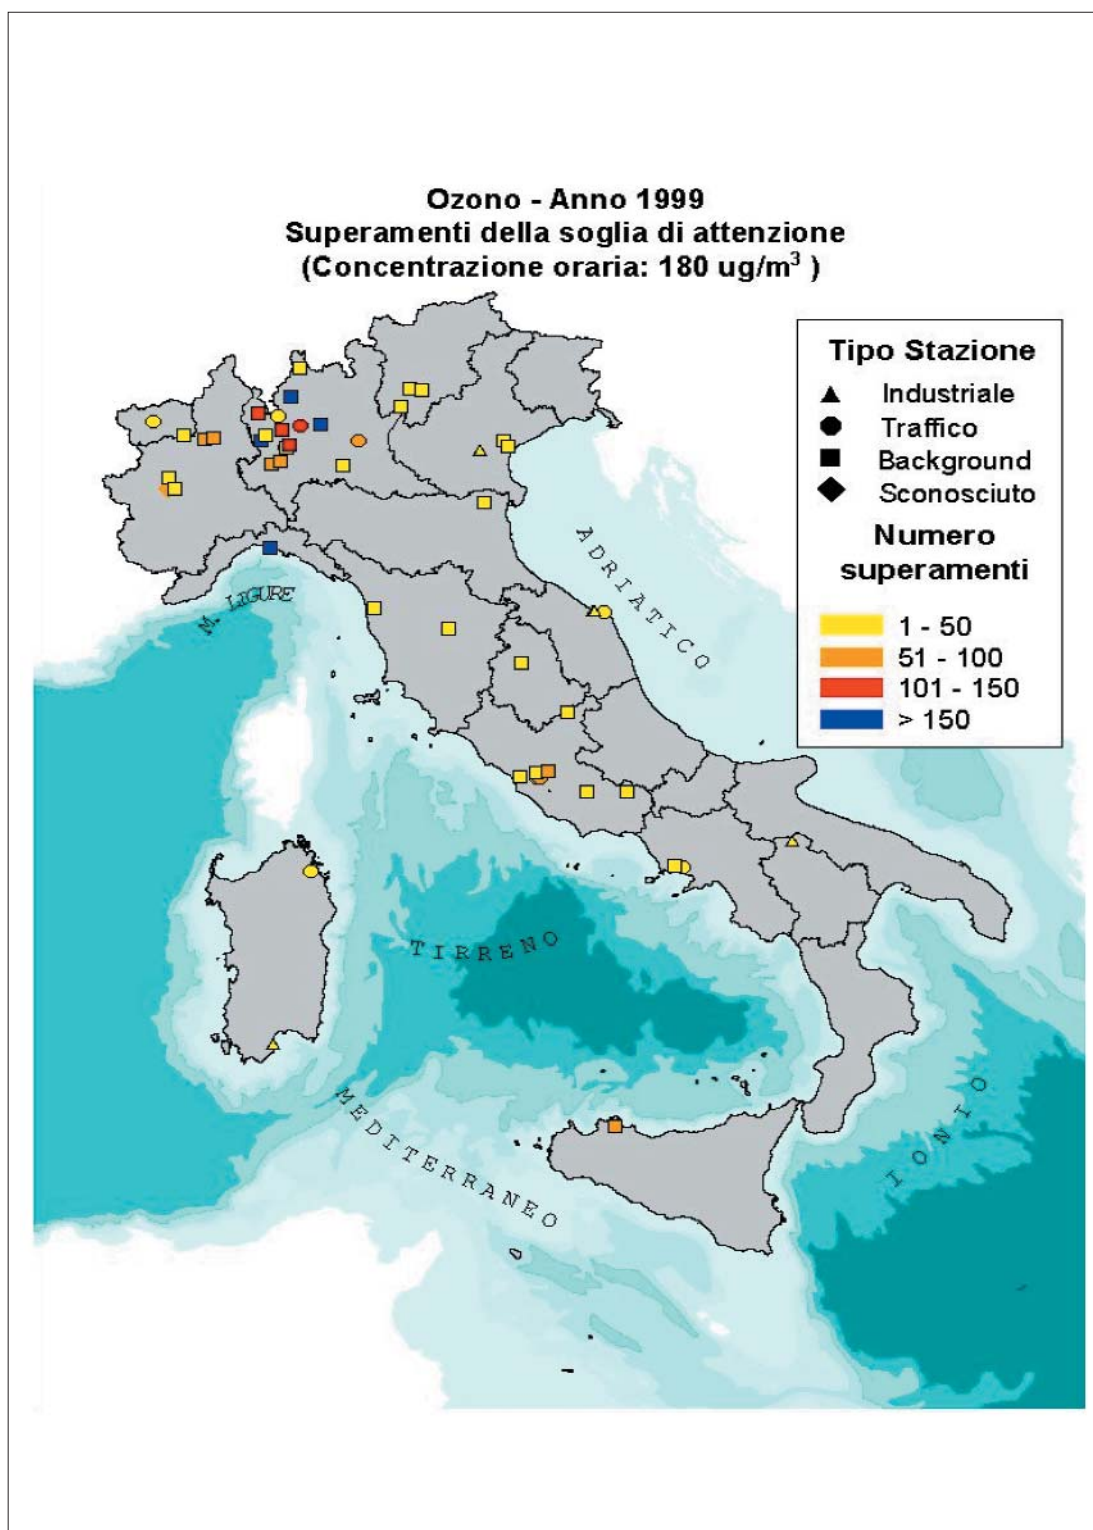 Ozono - Anno 1999
Superamenti della soglia di attenzione
(Concentrazione oraria: 180 ug/m³ )
Tipo Stazione
Industriale
Traffico
Background
Sconosciuto
Numero
superamenti
1 - 50
51 - 100
101 - 150
> 150
M. LIGURE
ADRIATICO
TIRRENO
MEDITERRANEO
IONIO